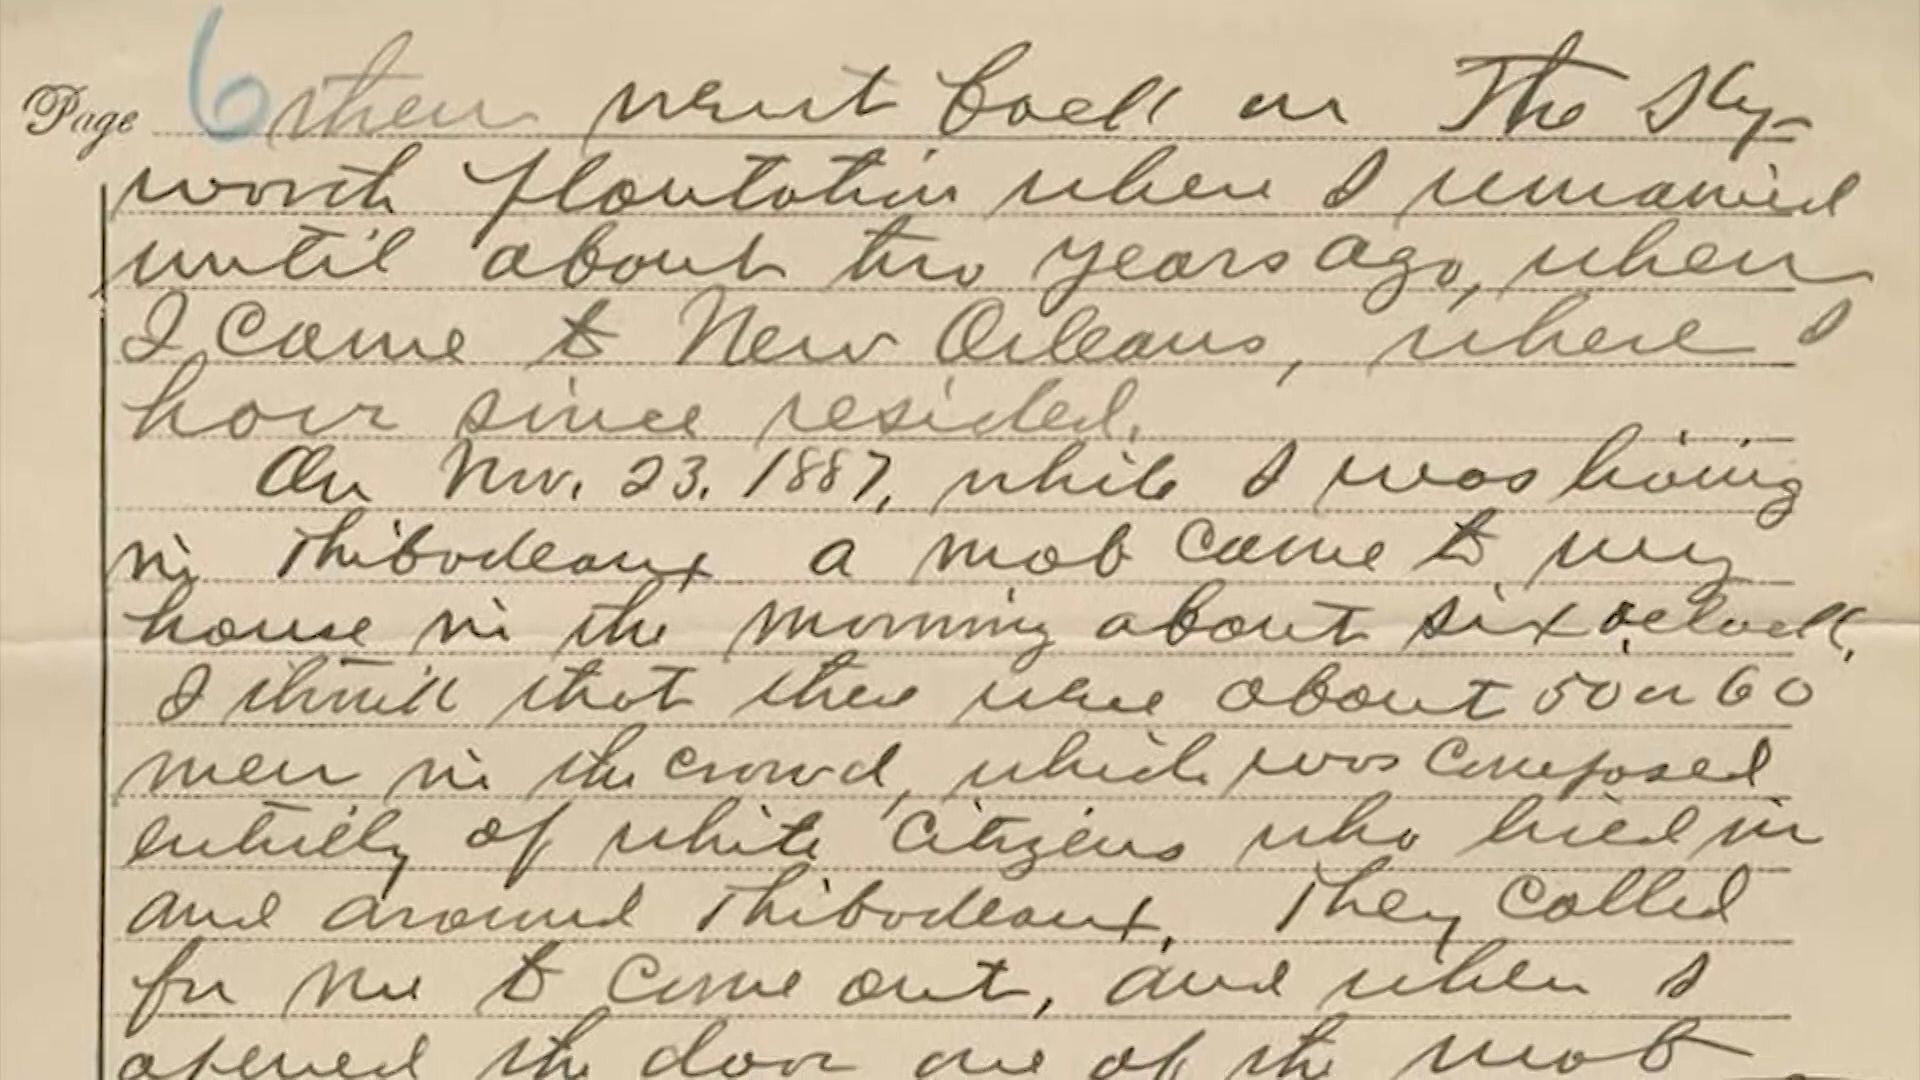 Page 6 then went back on The Sky-
worth plantation where I remained
until about two years ago, when
I came to New Orleans, where I
have since resided.
On Nov. 23. 1887, while I was living
in Thibodeaux a mob came to my
house in the morning about six oclock,
I think that there were about 50 or 60
men in the crowd, which was composed
entirely of white citizens who lived in
and around Thibodeaux. They called
for me to come out, and when I
opened the door one of the mob